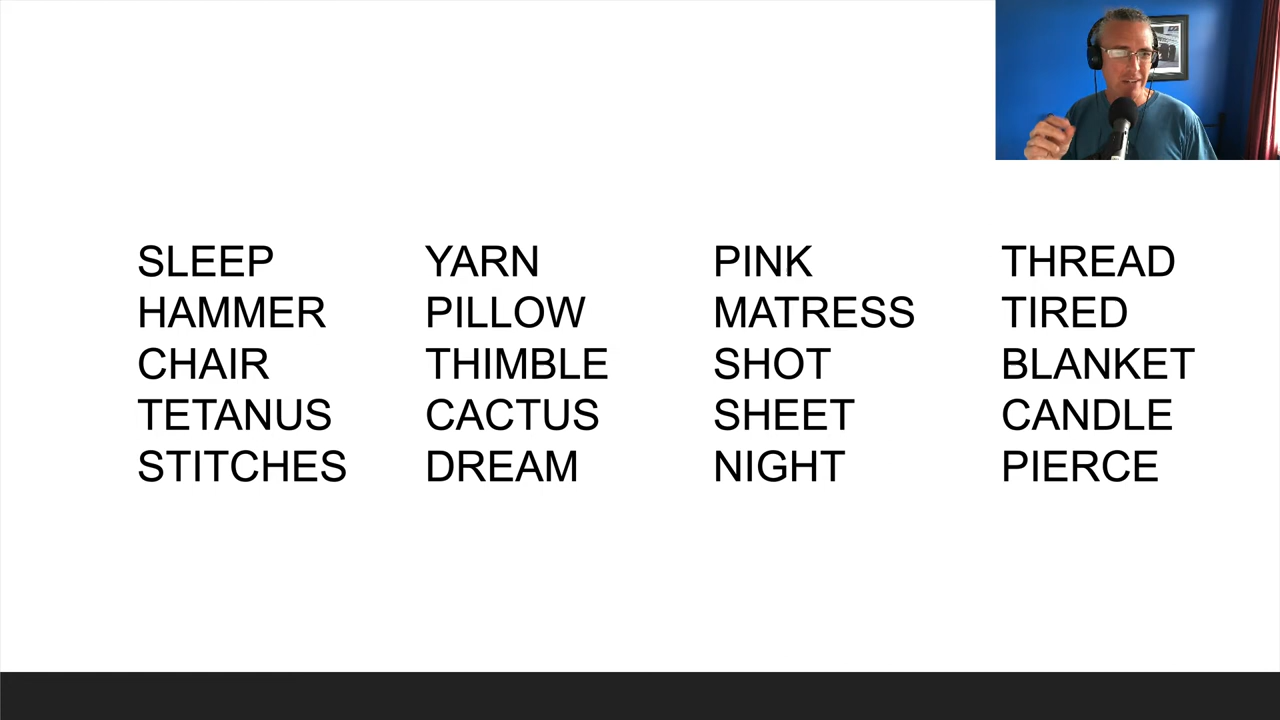 SLEEP YARN PINK THREAD
HAMMER PILLOW MATRESS TIRED
CHAIR THIMBLE SHOT BLANKET
TETANUS CACTUS SHEET CANDLE
STITCHES DREAM NIGHT PIERCE